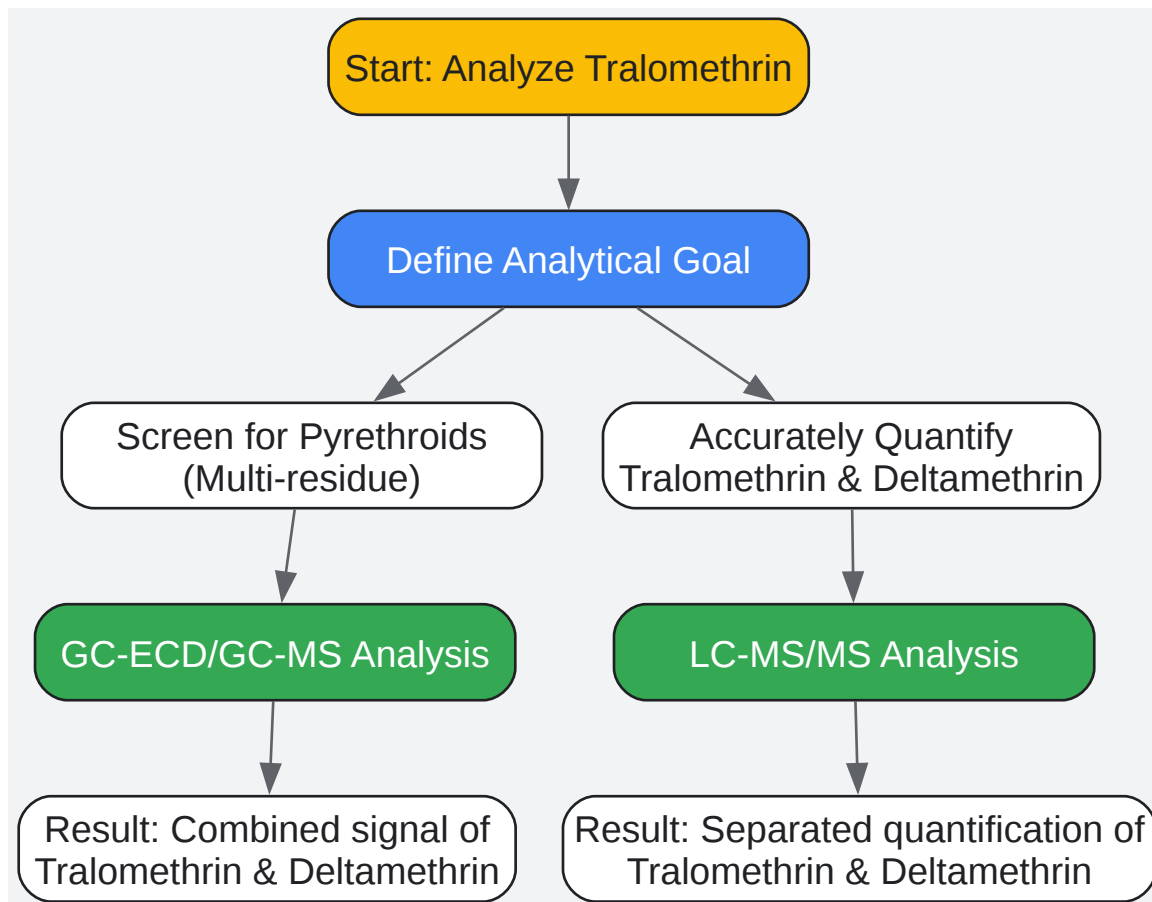 Start: Analyze Tralomethrin
Define Analytical Goal
Screen for Pyrethroids
(Multi-residue)
Accurately Quantify
Tralomethrin & Deltamethrin
GC-ECD/GC-MS Analysis
LC-MS/MS Analysis
Result: Combined signal of
Tralomethrin & Deltamethrin
Result: Separated quantification of
Tralomethrin & Deltamethrin